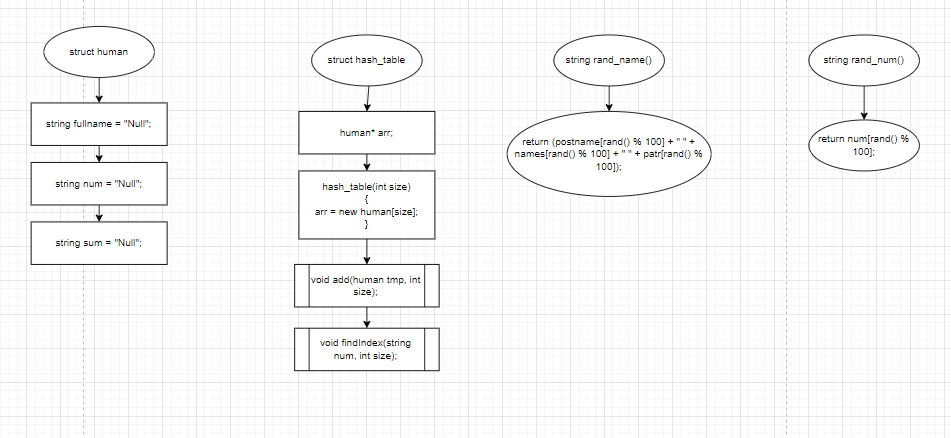 struct human
string fullname = "Null";
string num = "Null";
string sum = "Null";
struct hash_table
human* arr;
hash_table(int size)
{
arr = new human[size];
}
void add(human tmp, int
size);
void findIndex(string
num, int size);
string rand_name()
return (postname[rand() % 100] + " " +
names[rand() % 100] + " " + patr[rand() %
100]);
string rand_num()
return num[rand() %
100];